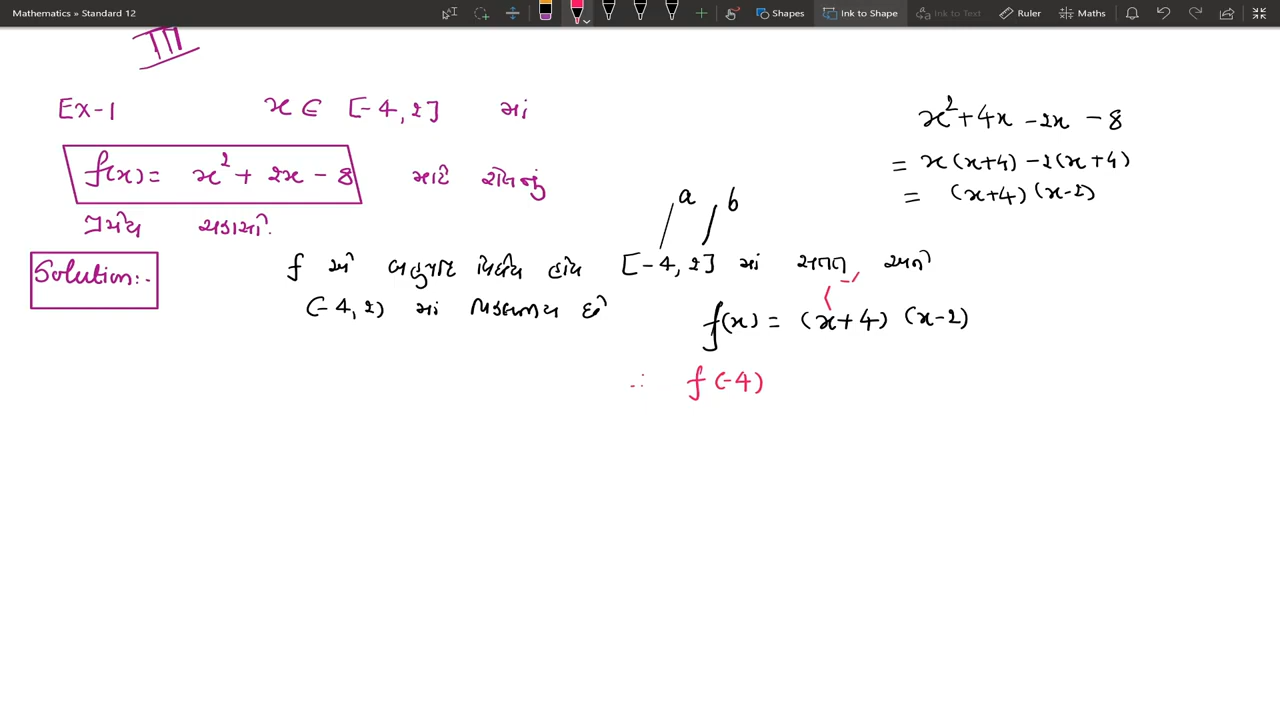 Mathematics » Standard 12
Shapes Ink to Shape Ink to Text Ruler Maths
III
Ex-1 x ∈ [-4, 2] માં
f(x) = x² + 2x - 8 માટે રોલનું
પ્રમેય ચકાસો.
x² + 4x - 2x - 8
= x(x+4) - 2(x+4)
= (x+4) (x-2)
a b
Solution:-
f એ બહુપદિ વિધેય હોય [-4, 2] માં સતત અને
(-4, 2) માં વિકલનીય છે
f(x) = (x+4) (x-2)
∴ f(-4)